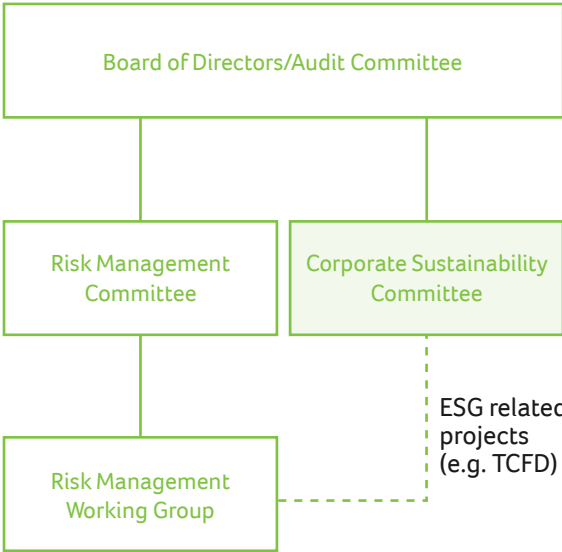 Board of Directors/Audit Committee
Risk Management
Committee
Corporate Sustainability
Committee
ESG related
projects
(e.g. TCFD)
Risk Management
Working Group